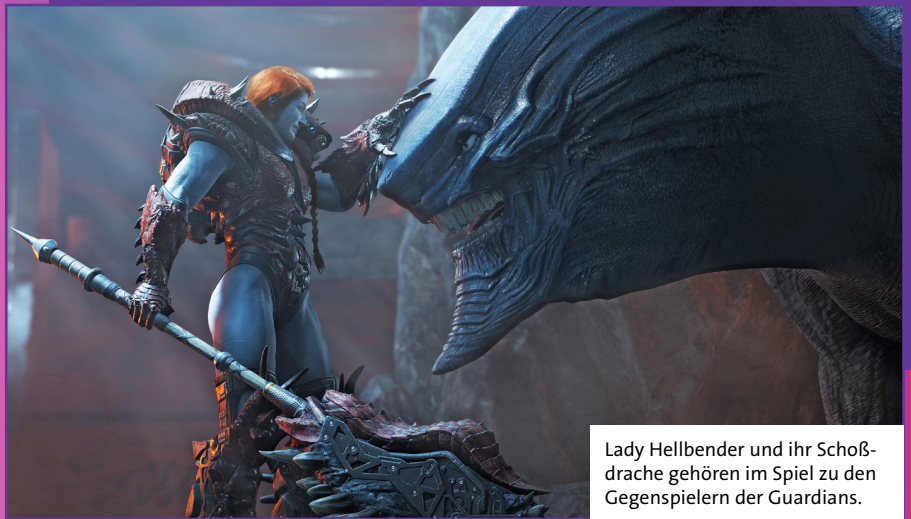 Lady Hellbender und ihr Schoß-
drache gehören im Spiel zu den
Gegenspielern der Guardians.